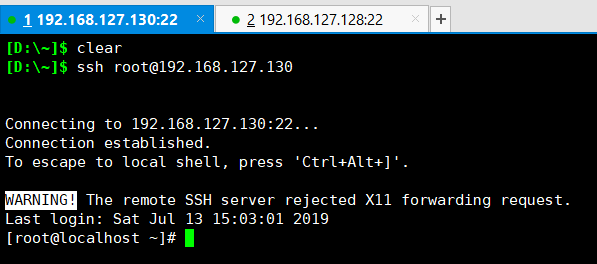 1 192.168.127.130:22 × 2 192.168.127.128:22 × +
[D:\~]$ clear
[D:\~]$ ssh root@192.168.127.130
Connecting to 192.168.127.130:22...
Connection established.
To escape to local shell, press 'Ctrl+Alt+]'.
WARNING! The remote SSH server rejected X11 forwarding request.
Last login: Sat Jul 13 15:03:01 2019
[root@localhost ~]#